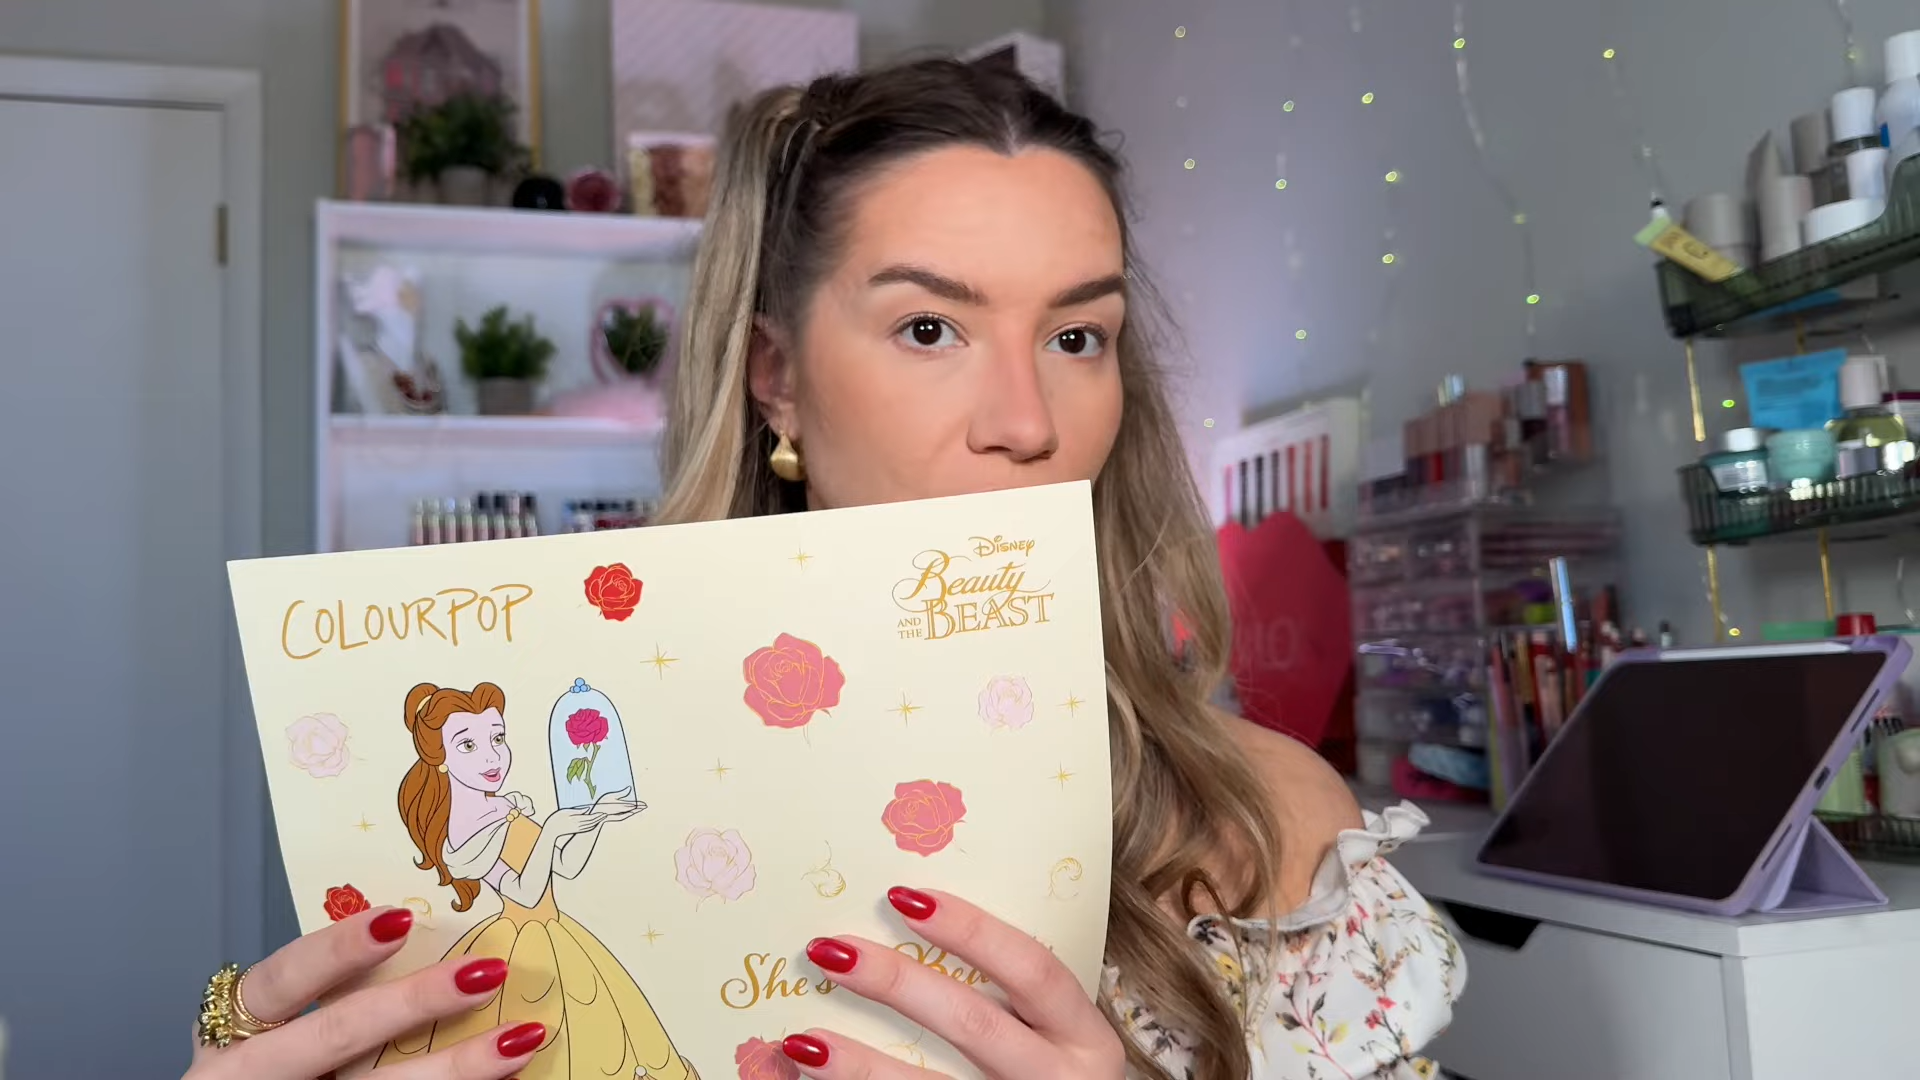 COLOURPOP
Disney
Beauty
AND THE BEAST
She's